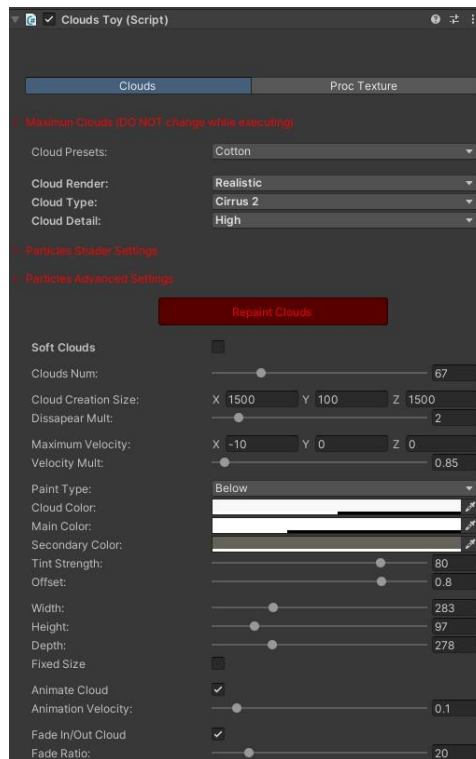 Clouds Toy (Script)
Clouds Proc Texture
Maximun Clouds (DO NOT change while executing)
Cloud Presets: Cotton
Cloud Render: Realistic
Cloud Type: Cirrus 2
Cloud Detail: High
Particles Shader Settings
Particles Advanced Settings
Repaint Clouds
Soft Clouds
Clouds Num: 67
Cloud Creation Size: X 1500 Y 100 Z 1500
Dissapear Mult: 2
Maximum Velocity: X -10 Y 0 Z 0
Velocity Mult: 0.85
Paint Type: Below
Cloud Color:
Main Color:
Secondary Color:
Tint Strength: 80
Offset: 0.8
Width: 283
Height: 97
Depth: 278
Fixed Size
Animate Cloud
Animation Velocity: 0.1
Fade In/Out Cloud
Fade Ratio: 20